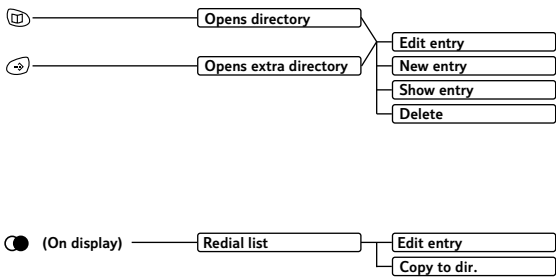 Opens directory
Edit entry
Opens extra directory
New entry
Show entry
Delete
(On display)
Redial list
Edit entry
Copy to dir.